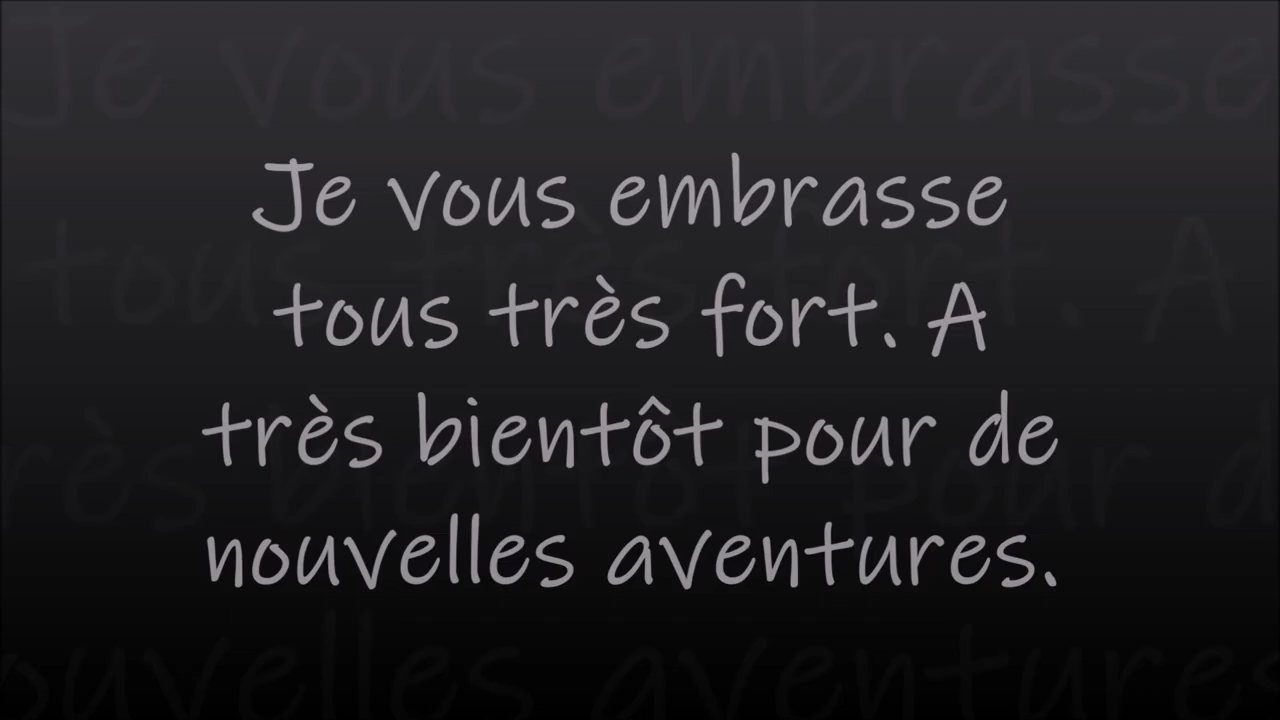 Je vous embrasse
tous très fort. A
très bientôt pour de
nouvelles aventures.